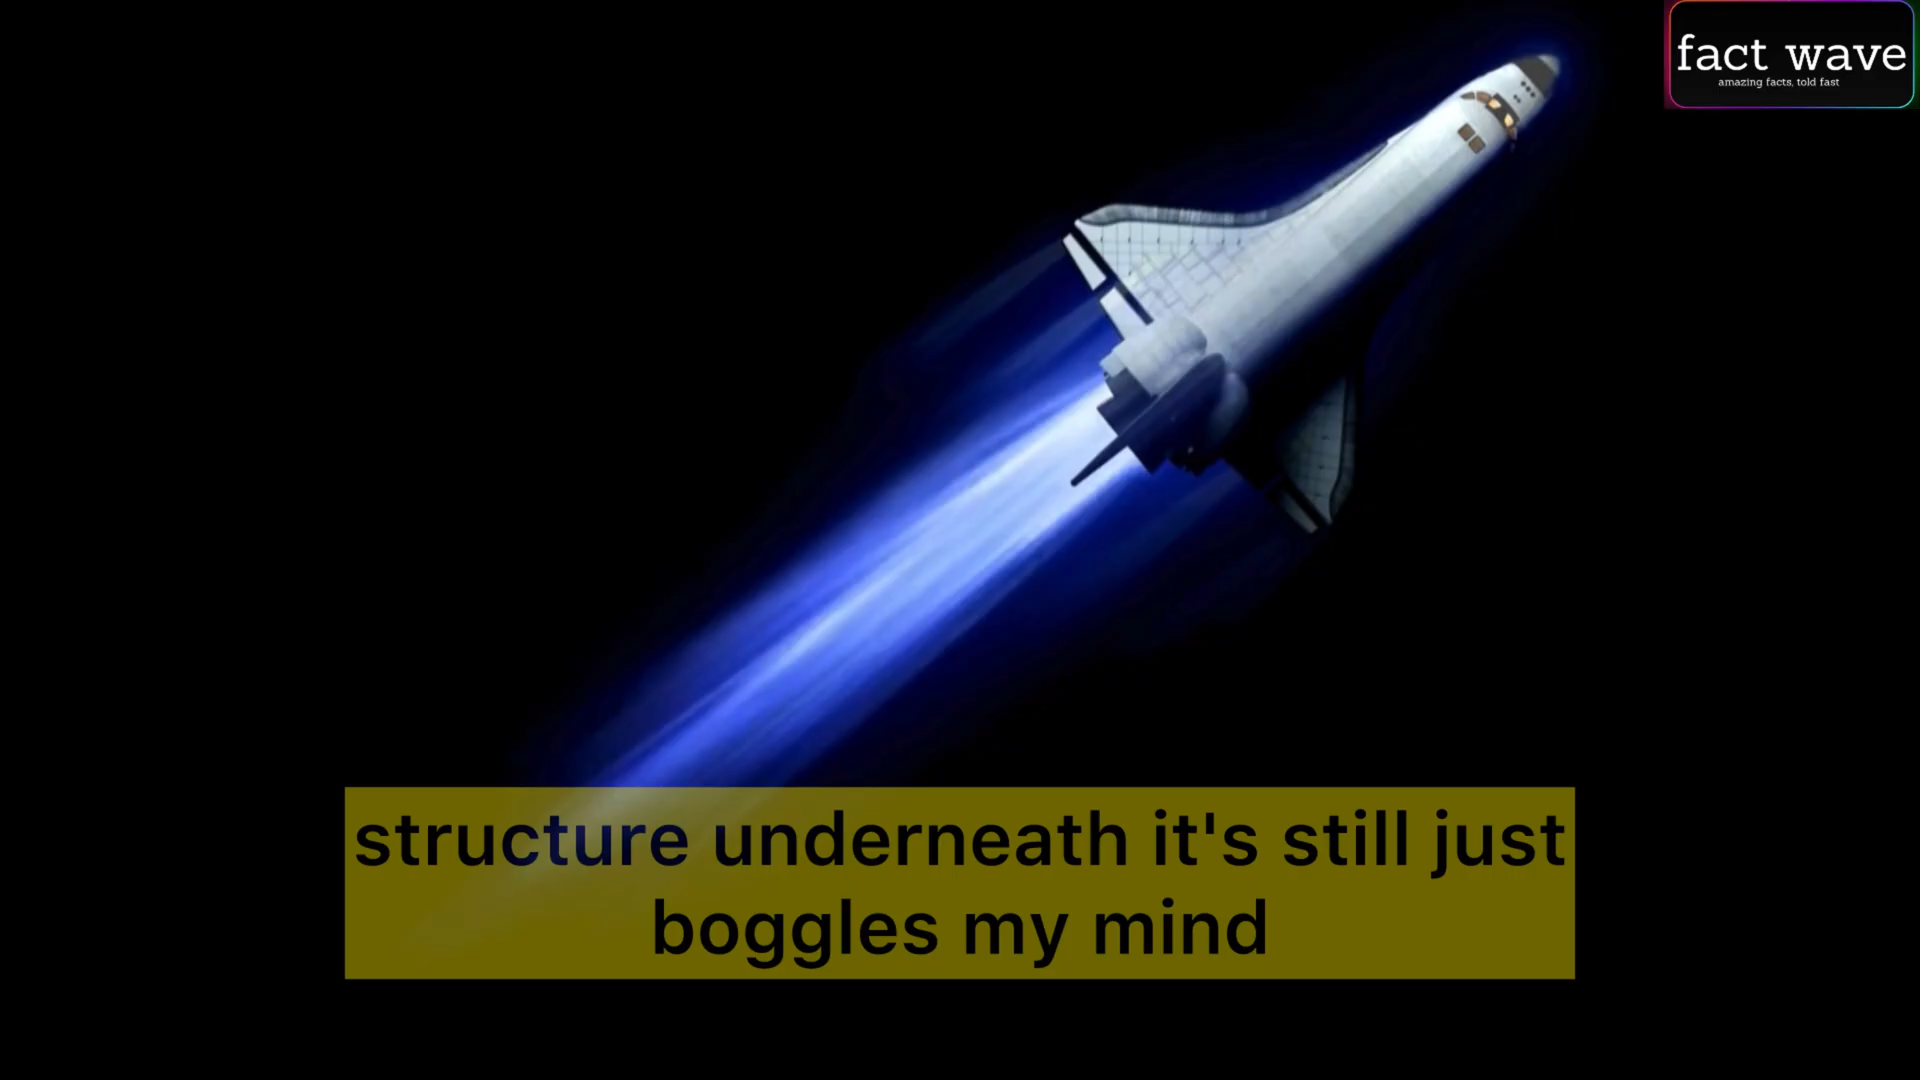 fact wave
amazing facts, told fast
structure underneath it's still just
boggles my mind